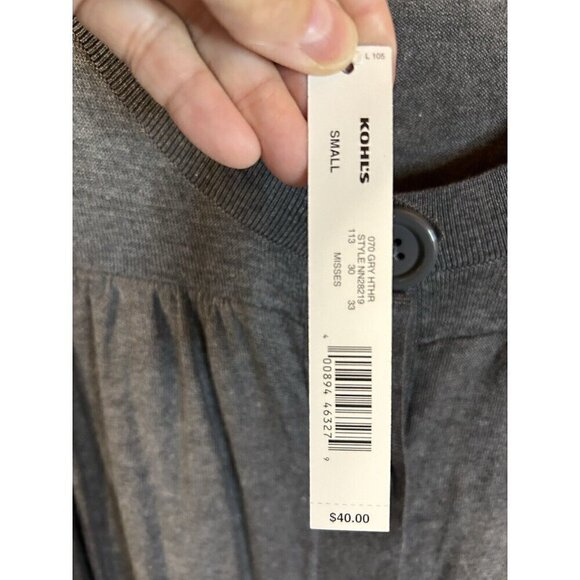 L 105
KOHL'S
SMALL
070 GRY HTHR
STYLE NN28219
113 30 33
MISSES
4 00894 46327 9
$40.00